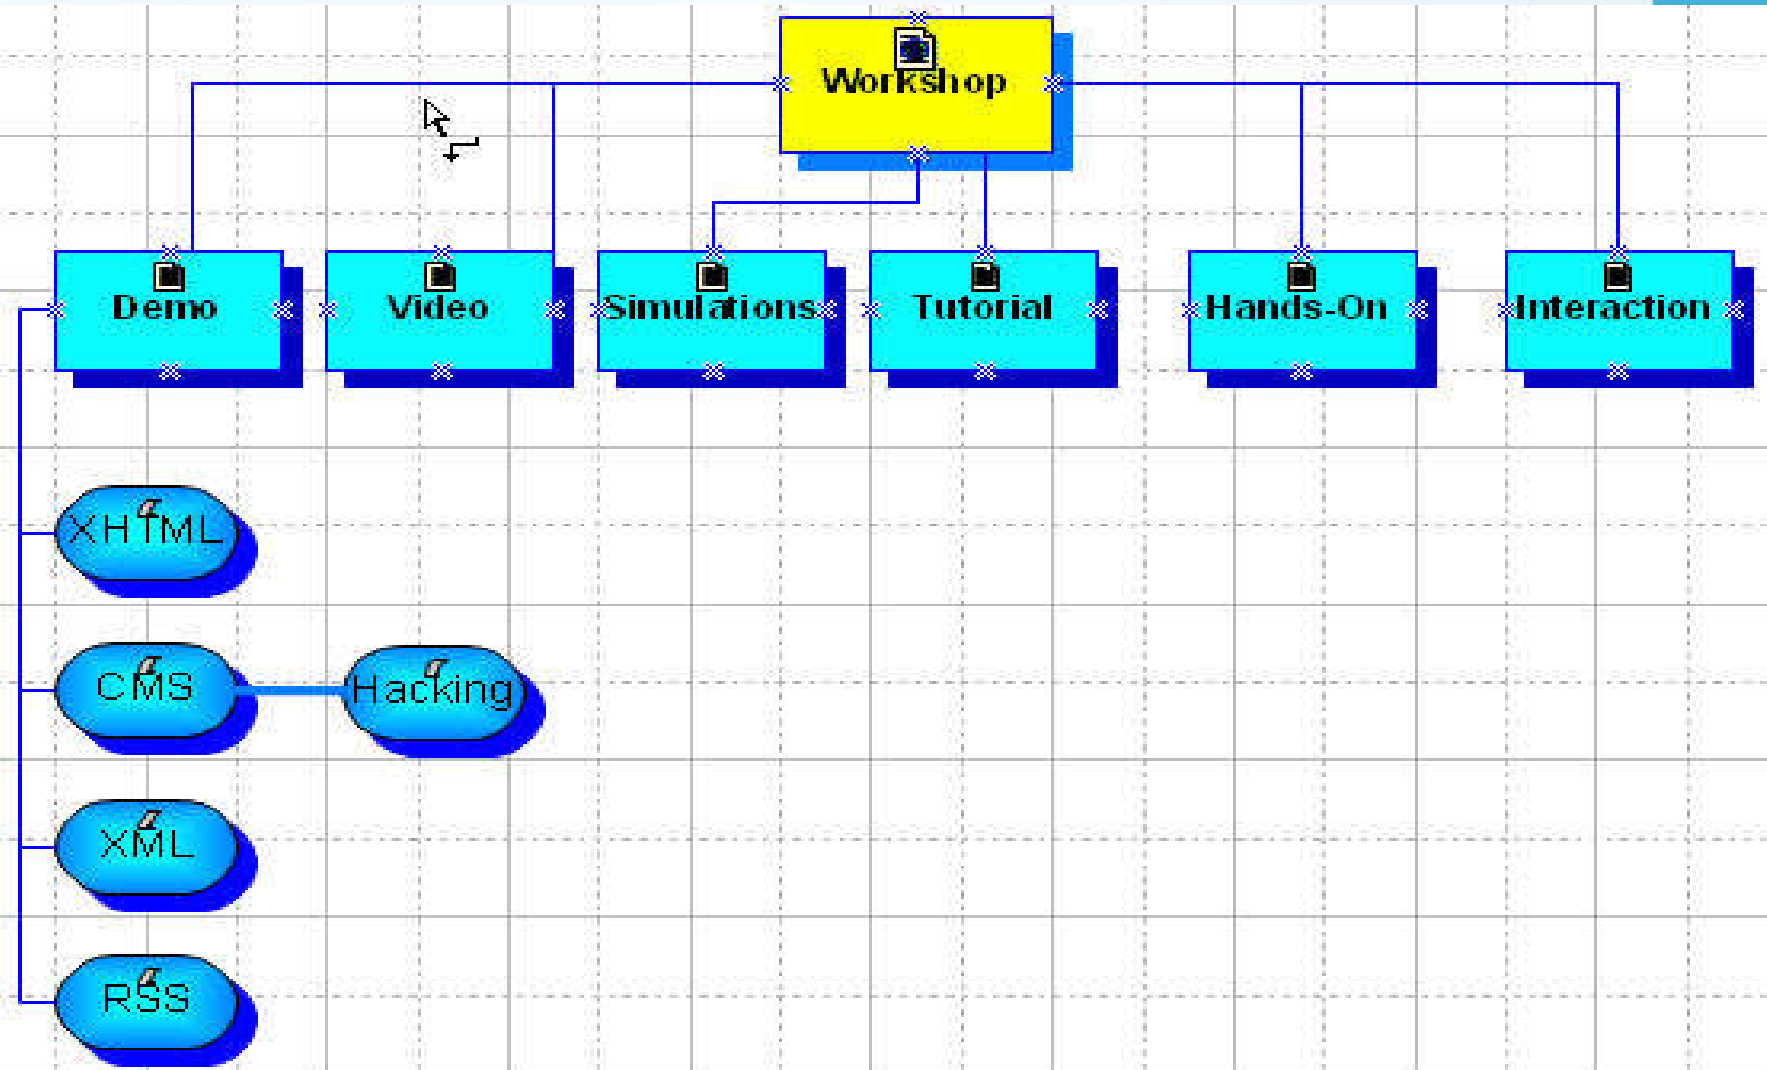 Workshop
Demo
Video
Simulations
Tutorial
Hands-On
Interaction
XHTML
CMS
Hacking
XML
RSS